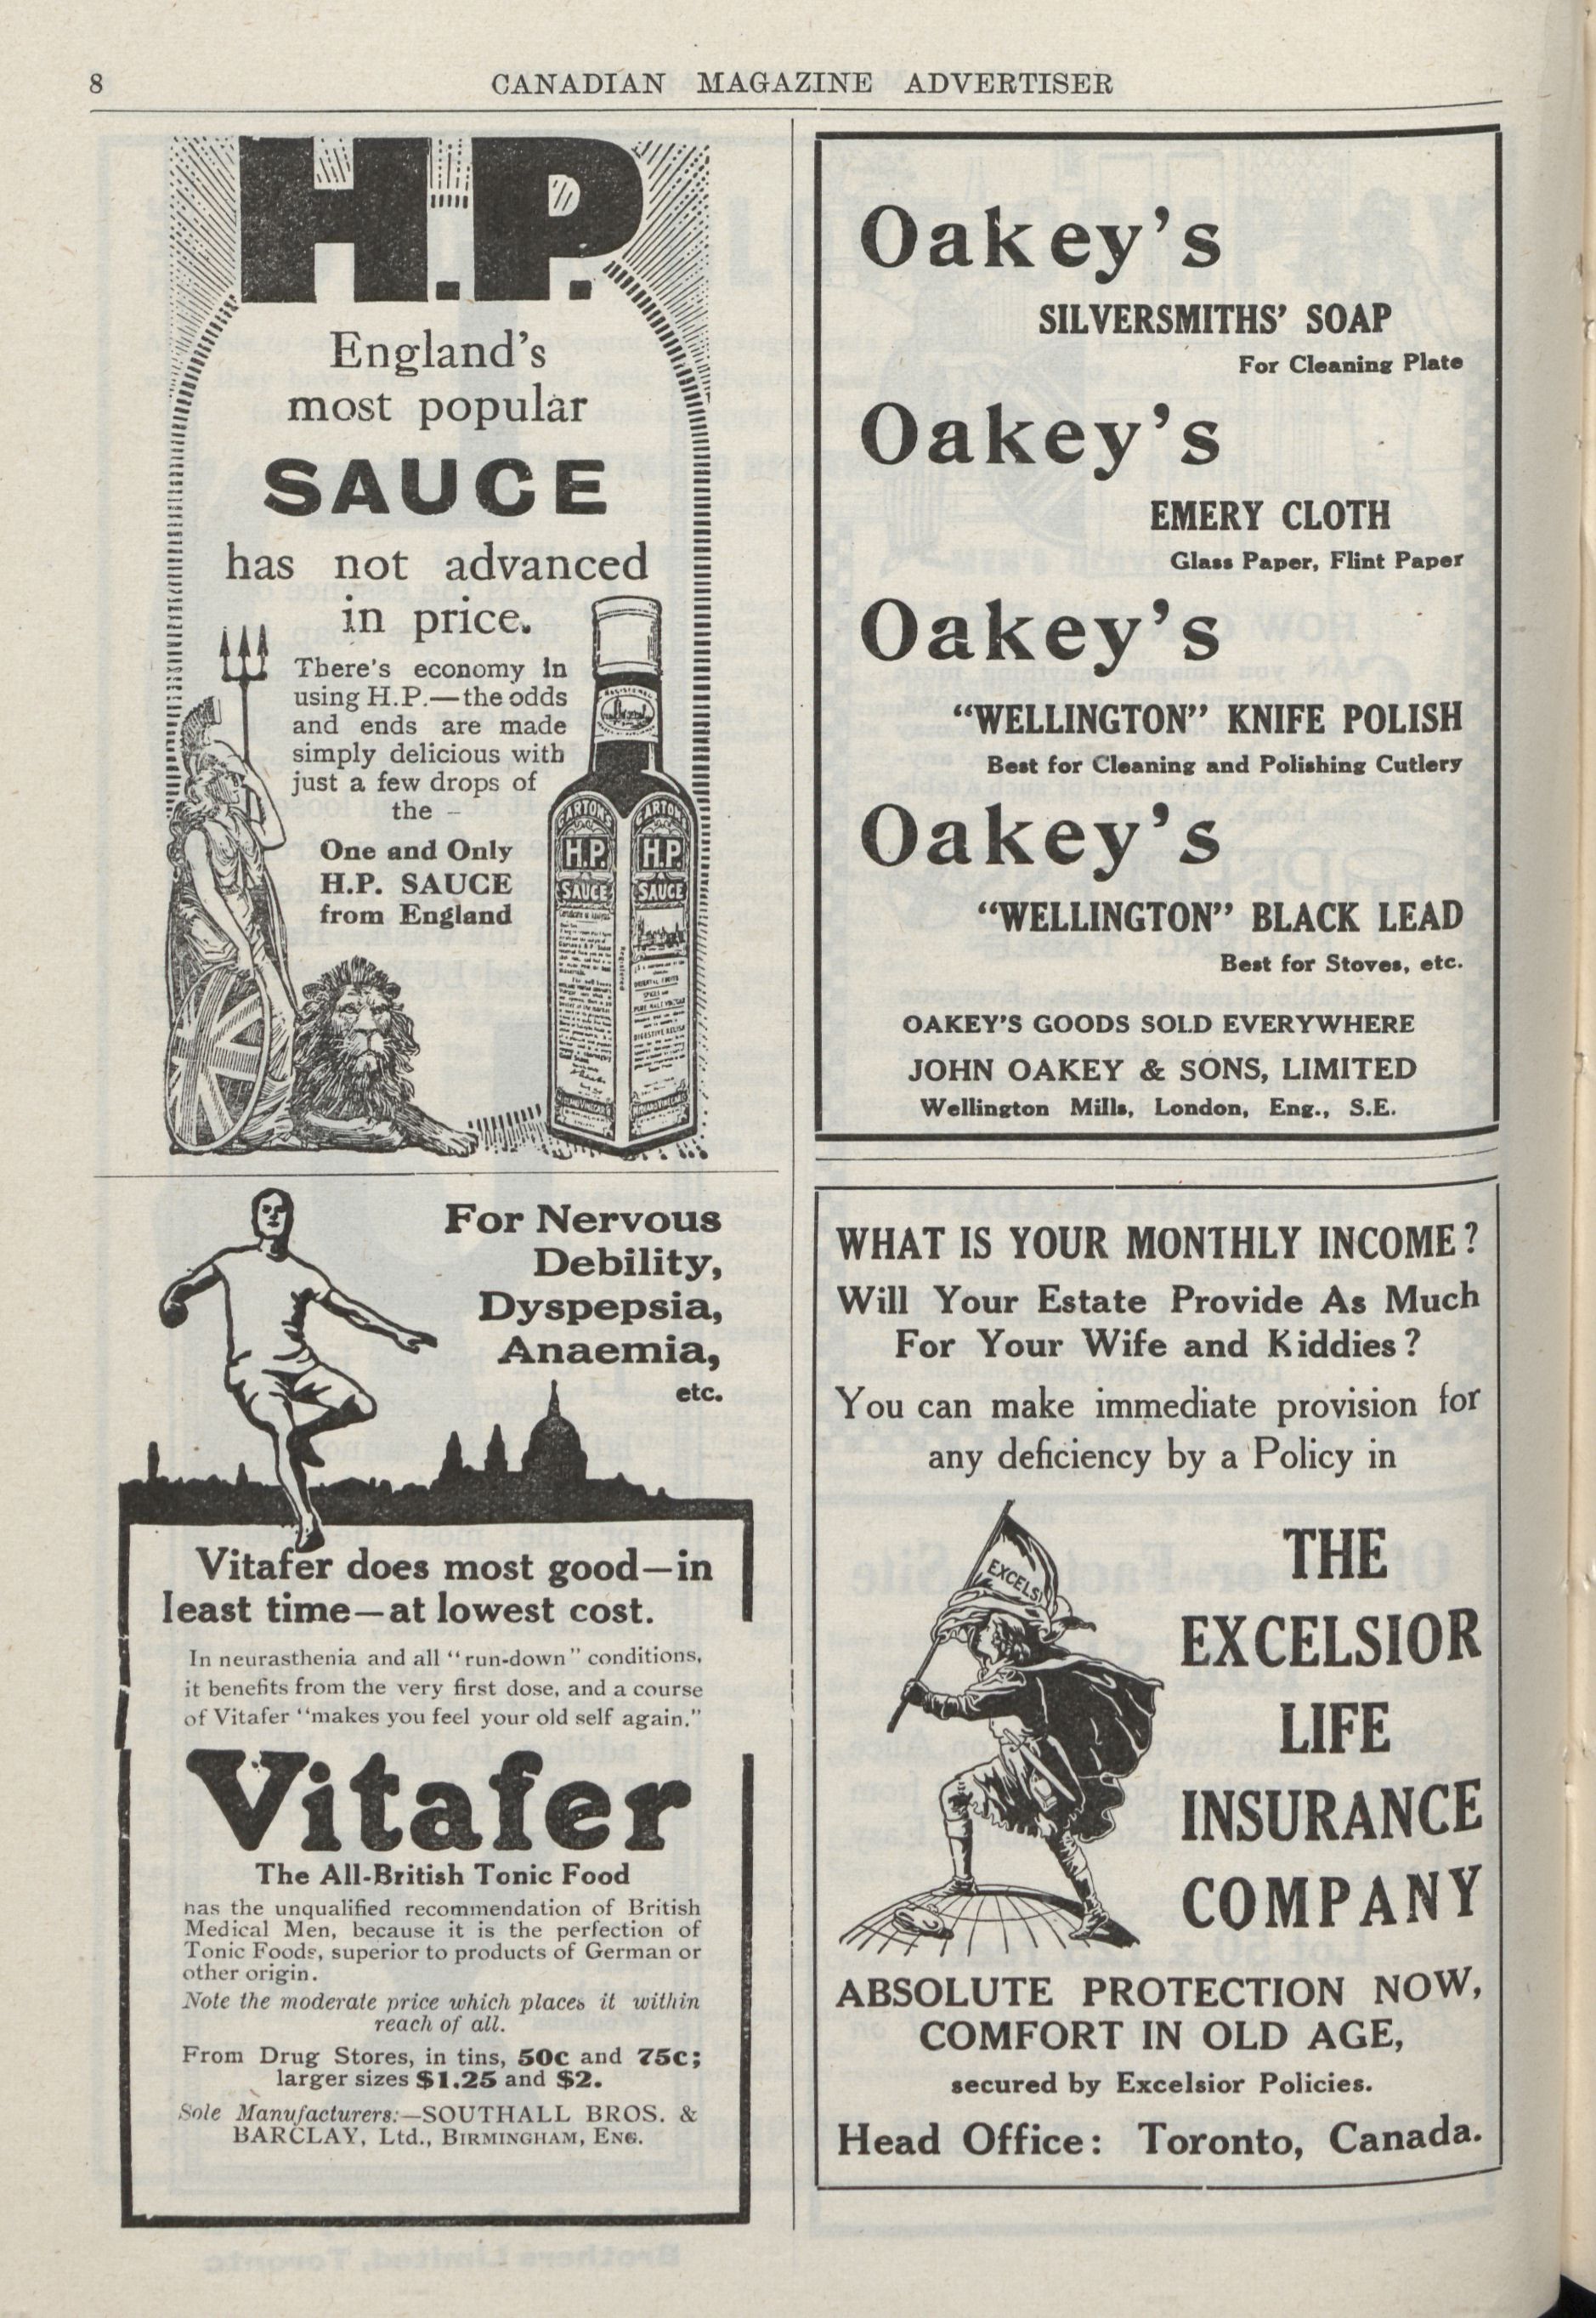 8
CANADIAN MAGAZINE ADVERTISER
H.P.
England's
most popular
SAUCE
has not advanced
in price.
There's economy in
using H.P.—the odds
and ends are made
simply delicious with
just a few drops of
the –
One and Only
H.P. SAUCE
from England
GARTON'S
H.P.
SAUCE
GARTON'S
H.P.
SAUCE
For Nervous
Debility,
Dyspepsia,
Anaemia,
etc.
Vitafer does most good—in
least time—at lowest cost.
In neurasthenia and all "run-down" conditions,
it benefits from the very first dose, and a course
of Vitafer "makes you feel your old self again."
Vitafer
The All-British Tonic Food
has the unqualified recommendation of British
Medical Men, because it is the perfection of
Tonic Foods, superior to products of German or
other origin.
Note the moderate price which places it within
reach of all.
From Drug Stores, in tins, 50c and 75c;
larger sizes $1.25 and $2.
Sole Manufacturers:—SOUTHALL BROS. &
BARCLAY, Ltd., BIRMINGHAM, ENG.
Oakey's
SILVERSMITHS' SOAP
For Cleaning Plate
Oakey's
EMERY CLOTH
Glass Paper, Flint Paper
Oakey's
"WELLINGTON" KNIFE POLISH
Best for Cleaning and Polishing Cutlery
Oakey's
"WELLINGTON" BLACK LEAD
Best for Stoves, etc.
OAKEY'S GOODS SOLD EVERYWHERE
JOHN OAKEY & SONS, LIMITED
Wellington Mills, London, Eng., S.E.
WHAT IS YOUR MONTHLY INCOME?
Will Your Estate Provide As Much
For Your Wife and Kiddies?
You can make immediate provision for
any deficiency by a Policy in
EXCELSI
THE
EXCELSIOR
LIFE
INSURANCE
COMPANY
ABSOLUTE PROTECTION NOW,
COMFORT IN OLD AGE,
secured by Excelsior Policies.
Head Office: Toronto, Canada.